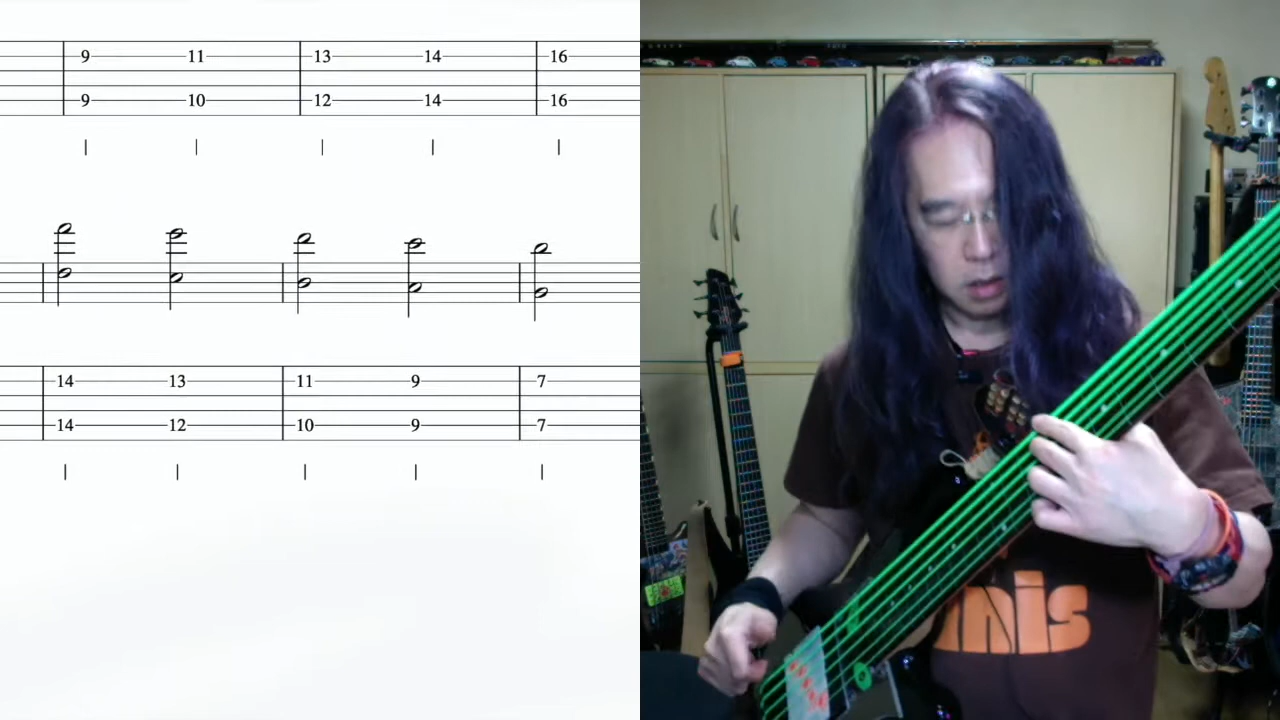 9 11 13 14 16
9 10 12 14 16
14 13 11 9 7
14 12 10 9 7
nis